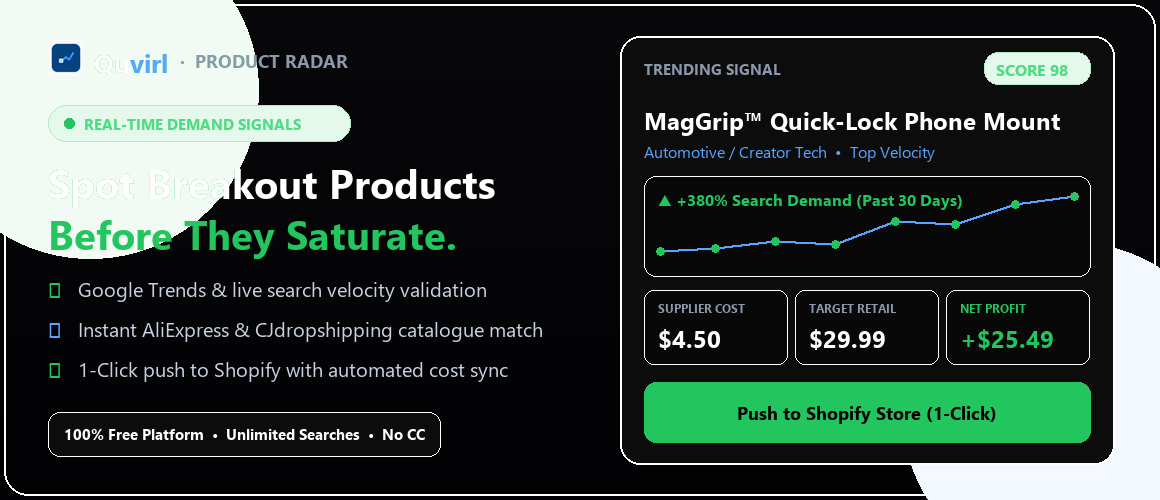 Quvirl · PRODUCT RADAR
REAL-TIME DEMAND SIGNALS
Spot Breakout Products
Before They Saturate.
Google Trends & live search velocity validation
Instant AliExpress & CJdropshipping catalogue match
1-Click push to Shopify with automated cost sync
100% Free Platform • Unlimited Searches • No CC
TRENDING SIGNAL
SCORE 98
MagGrip™ Quick-Lock Phone Mount
Automotive / Creator Tech • Top Velocity
▲ +380% Search Demand (Past 30 Days)
SUPPLIER COST
$4.50
TARGET RETAIL
$29.99
NET PROFIT
+$25.49
Push to Shopify Store (1-Click)